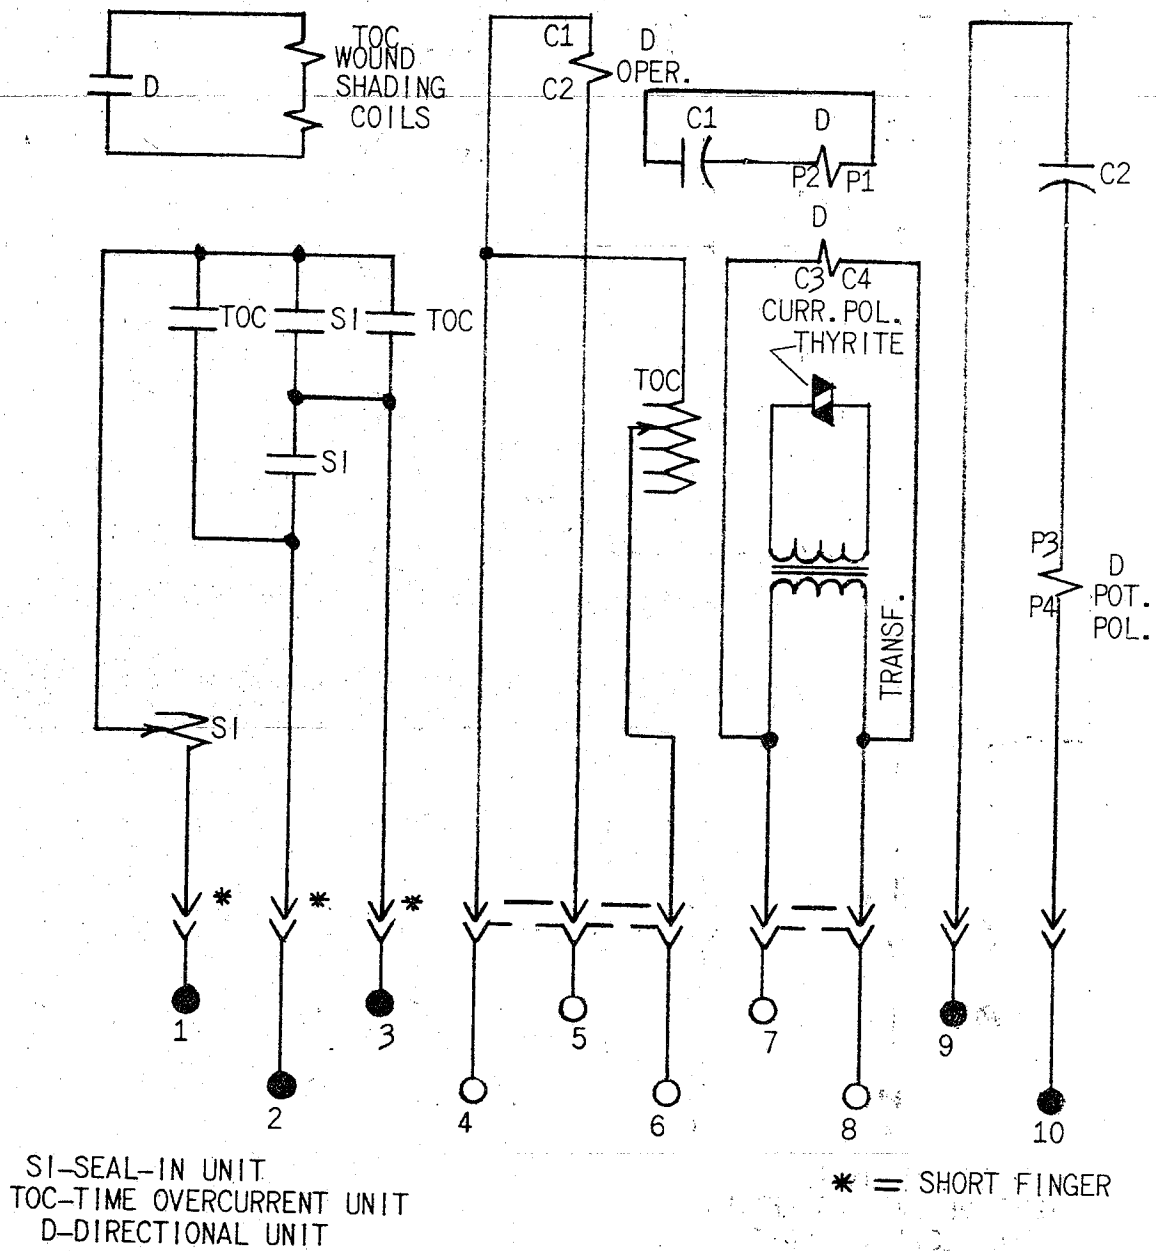 TOC
WOUND
SHADING
COILS
D
C1
C2
D
OPER.
C1
D
P2
P1
C2
D
C3
C4
CURR. POL.
THYRITE
TOC
SI
TOC
TOC
SI
P3
P4
D
POT.
POL.
TRANSF.
SI
*
*
*
1
2
3
4
5
6
7
8
9
10
SI-SEAL-IN UNIT
TOC-TIME OVERCURRENT UNIT
D-DIRECTIONAL UNIT
* = SHORT FINGER